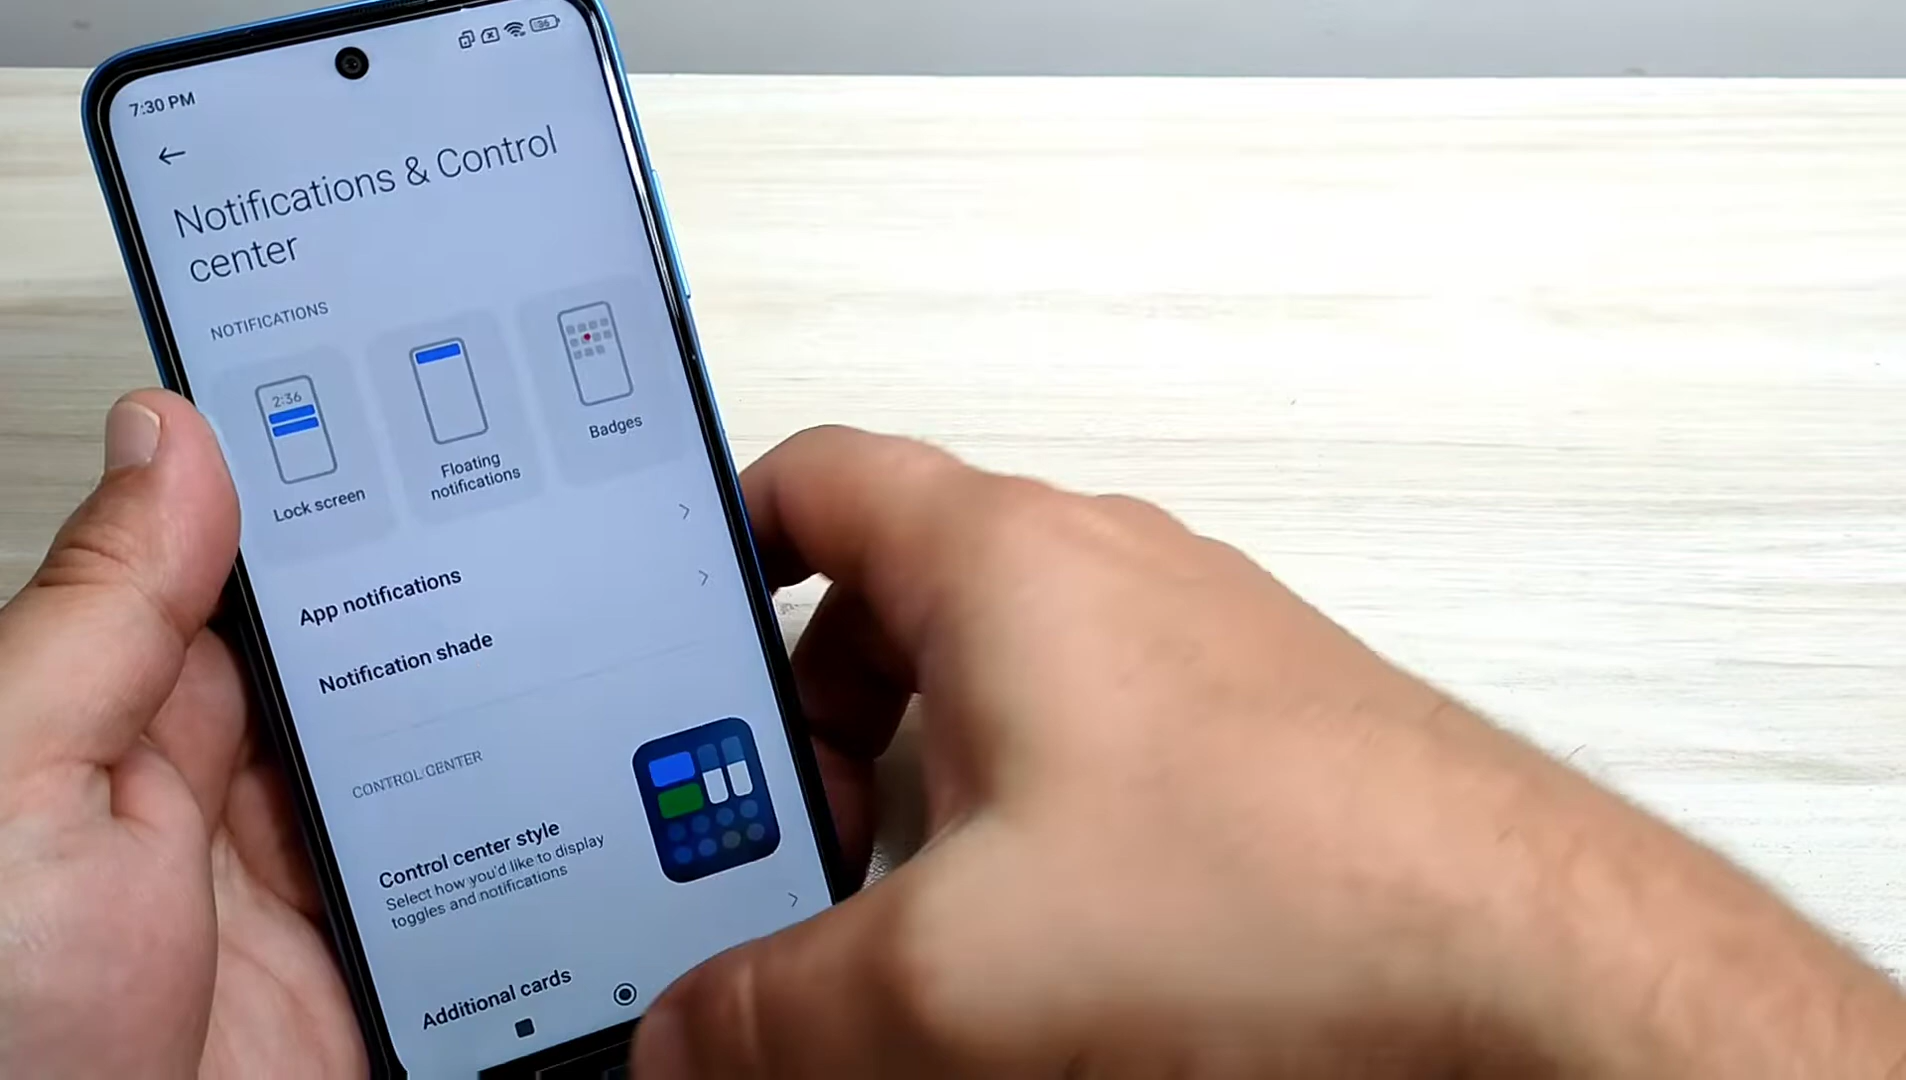 36
7:30 PM
Notifications & Control
center
NOTIFICATIONS
2:36
Lock screen
Floating
notifications
Badges
App notifications
Notification shade
CONTROL CENTER
Control center style
Select how you'd like to display
toggles and notifications
Additional cards